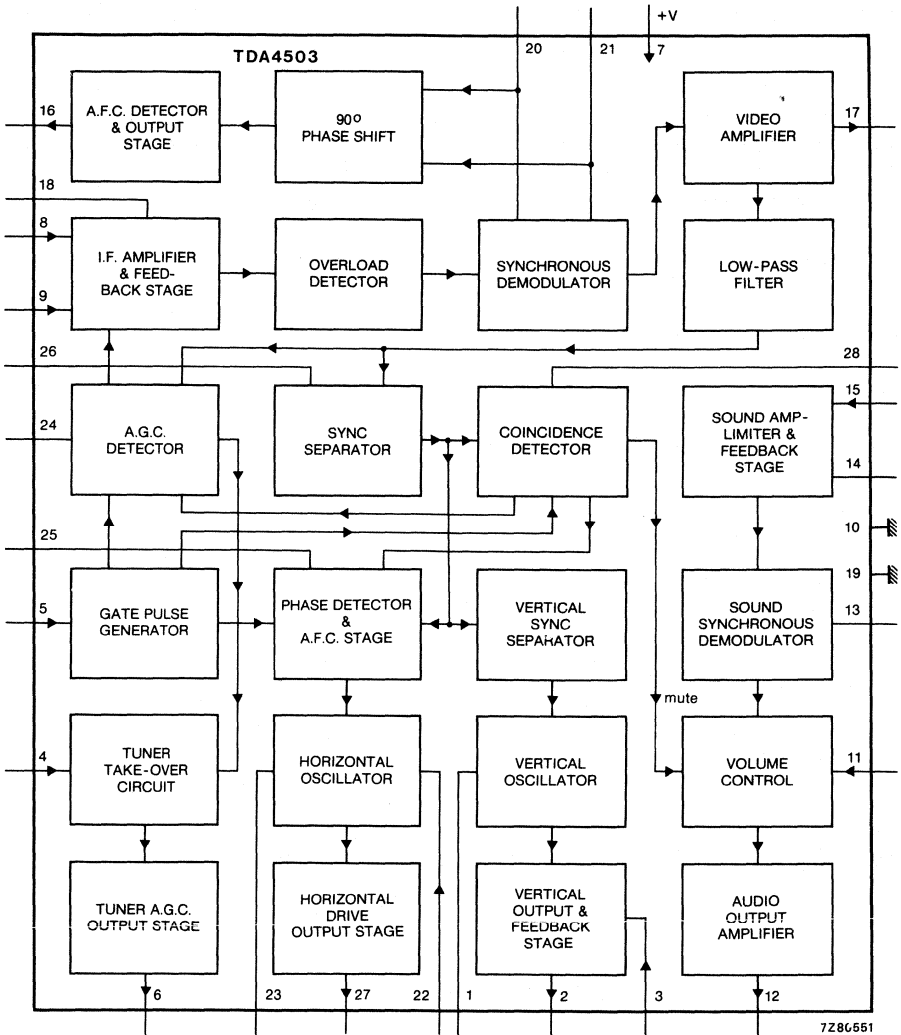 +V
20
21
7
TDA4503
16
A.F.C. DETECTOR
& OUTPUT
STAGE
90°
PHASE SHIFT
VIDEO
AMPLIFIER
17
18
8
9
I.F. AMPLIFIER
& FEED-
BACK STAGE
OVERLOAD
DETECTOR
SYNCHRONOUS
DEMODULATOR
LOW-PASS
FILTER
26
28
24
A.G.C.
DETECTOR
SYNC
SEPARATOR
COINCIDENCE
DETECTOR
SOUND AMP-
LIMITER &
FEEDBACK
STAGE
15
14
10
25
19
5
GATE PULSE
GENERATOR
PHASE DETECTOR
&
A.F.C. STAGE
VERTICAL
SYNC
SEPARATOR
SOUND
SYNCHRONOUS
DEMODULATOR
13
mute
4
TUNER
TAKE-OVER
CIRCUIT
HORIZONTAL
OSCILLATOR
VERTICAL
OSCILLATOR
VOLUME
CONTROL
11
TUNER A.G.C.
OUTPUT STAGE
HORIZONTAL
DRIVE
OUTPUT STAGE
VERTICAL
OUTPUT &
FEEDBACK
STAGE
AUDIO
OUTPUT
AMPLIFIER
6
23
27
22
1
2
3
12
7Z80551